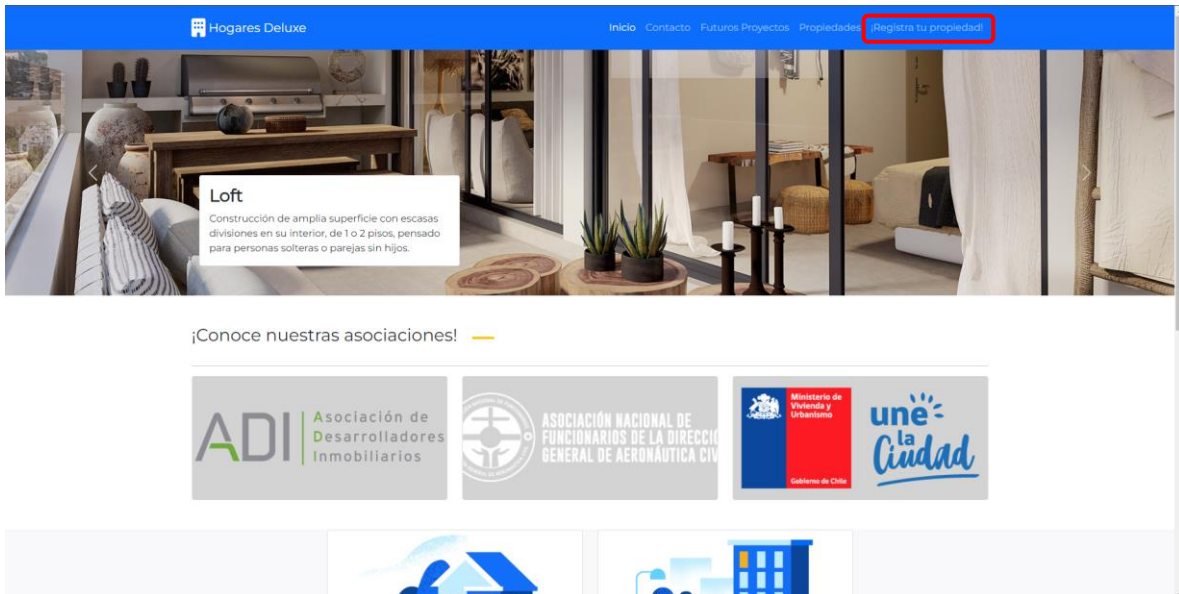 Hogares Deluxe
Inicio Contacto Futuros Proyectos Propiedades ¡Registra tu propiedad!
Loft
Construcción de amplia superficie con escasas
divisiones en su interior, de 1 o 2 pisos, pensado
para personas solteras o parejas sin hijos.
¡Conoce nuestras asociaciones!
ADI
Asociación de
Desarrolladores
Inmobiliarios
ASOCIACIÓN NACIONAL DE
FUNCIONARIOS DE LA DIRECCIÓ
GENERAL DE AERONÁUTICA CIV
Ministerio de
Vivienda y
Urbanismo
Gobierno de Chile
une
la
Ciudad